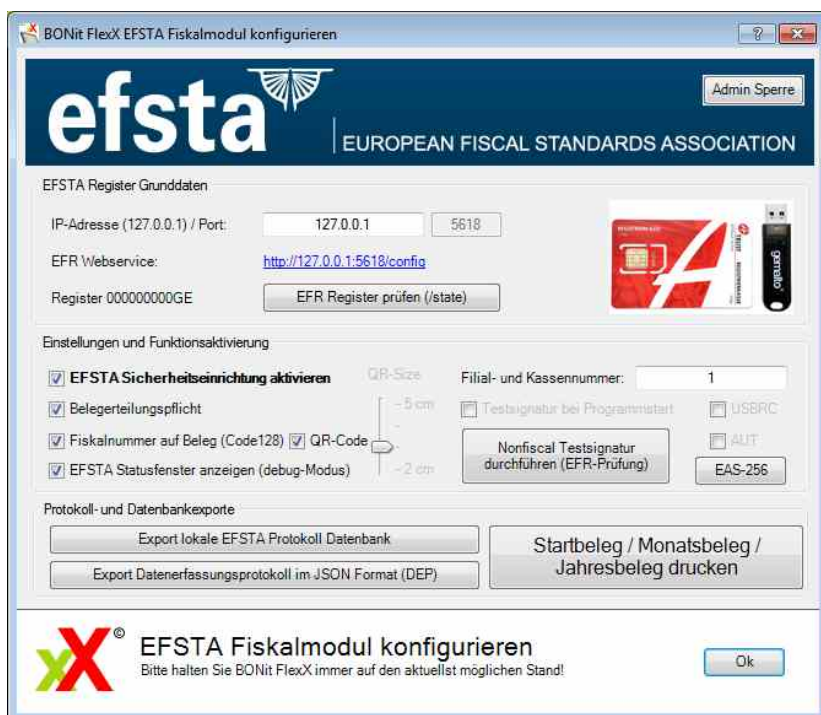 BONit FlexX EFSTA Fiskalmodul konfigurieren
efsta
EUROPEAN FISCAL STANDARDS ASSOCIATION
Admin Sperre
EFSTA Register Grunddaten
IP-Adresse (127.0.0.1) / Port: 127.0.0.1 5618
EFR Webservice: http://127.0.0.1:5618/config
Register 000000000GE EFR Register prüfen (/state)
gemalto
Einstellungen und Funktionsaktivierung
EFSTA Sicherheitseinrichtung aktivieren QR-Size Filial- und Kassennummer: 1
Belegerteilungspflicht - 5 cm Testsignatur bei Programmstart USBRC
Fiskalnummer auf Beleg (Code128) QR-Code - AUT
EFSTA Statusfenster anzeigen (debug-Modus) - 2 cm
Nonfiscal Testsignatur
durchführen (EFR-Prüfung)
EAS-256
Protokoll- und Datenbankexporte
Export lokale EFSTA Protokoll Datenbank
Export Datenerfassungsprotokoll im JSON Format (DEP)
Startbeleg / Monatsbeleg /
Jahresbeleg drucken
xX©
EFSTA Fiskalmodul konfigurieren
Bitte halten Sie BONit FlexX immer auf den aktuellst möglichen Stand!
Ok